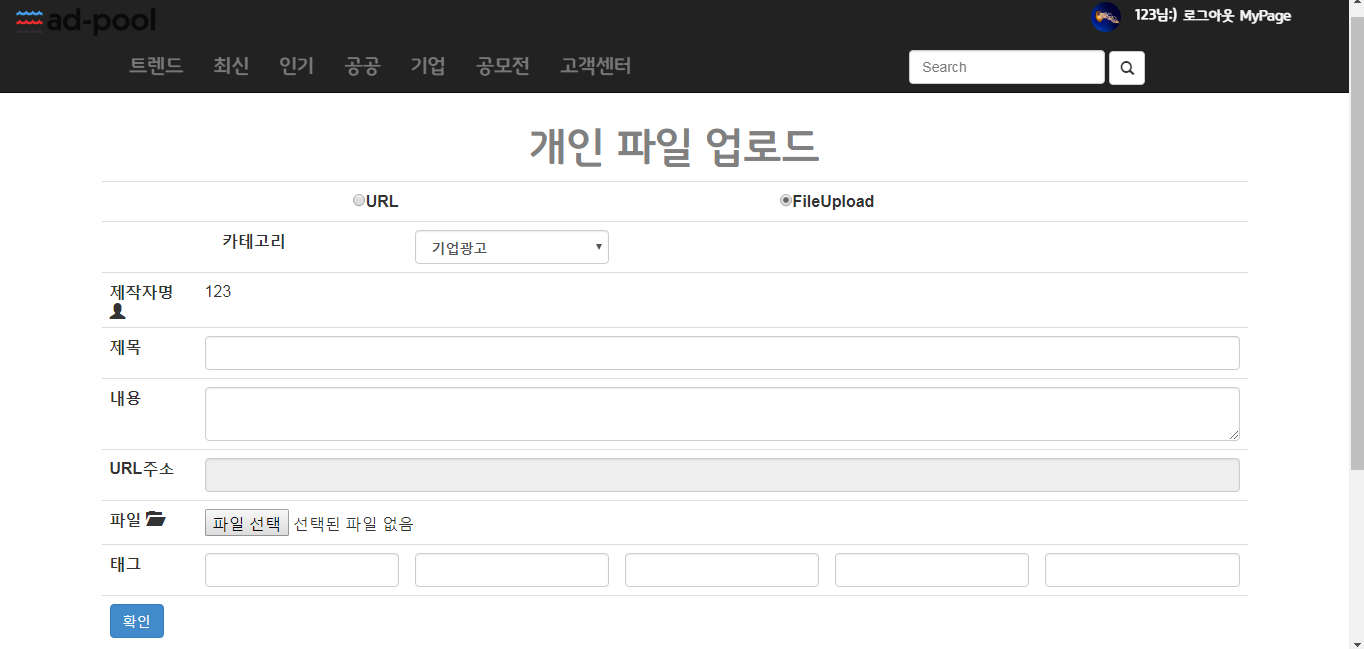 ad-pool
123님:) 로그아웃 MyPage
트렌드 최신 인기 공공 기업 공모전 고객센터 Search
개인 파일 업로드
URL FileUpload
카테고리 기업광고
제작자명 123
제목
내용
URL주소
파일 파일 선택 선택된 파일 없음
태그
확인